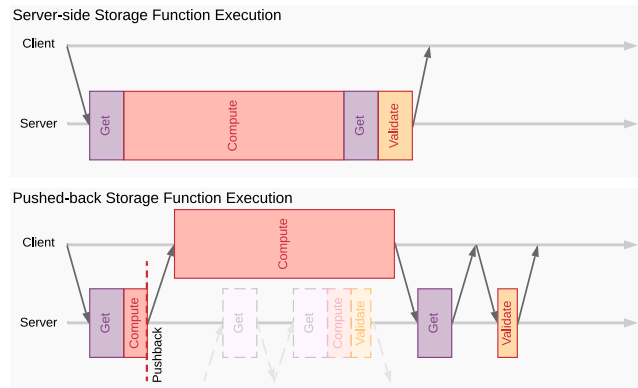 Server-side Storage Function Execution
Client
Server
Get
Compute
Get
Validate
Pushed-back Storage Function Execution
Client
Compute
Server
Get
Compute
Pushback
Get
Get
Compute
Validate
Get
Validate